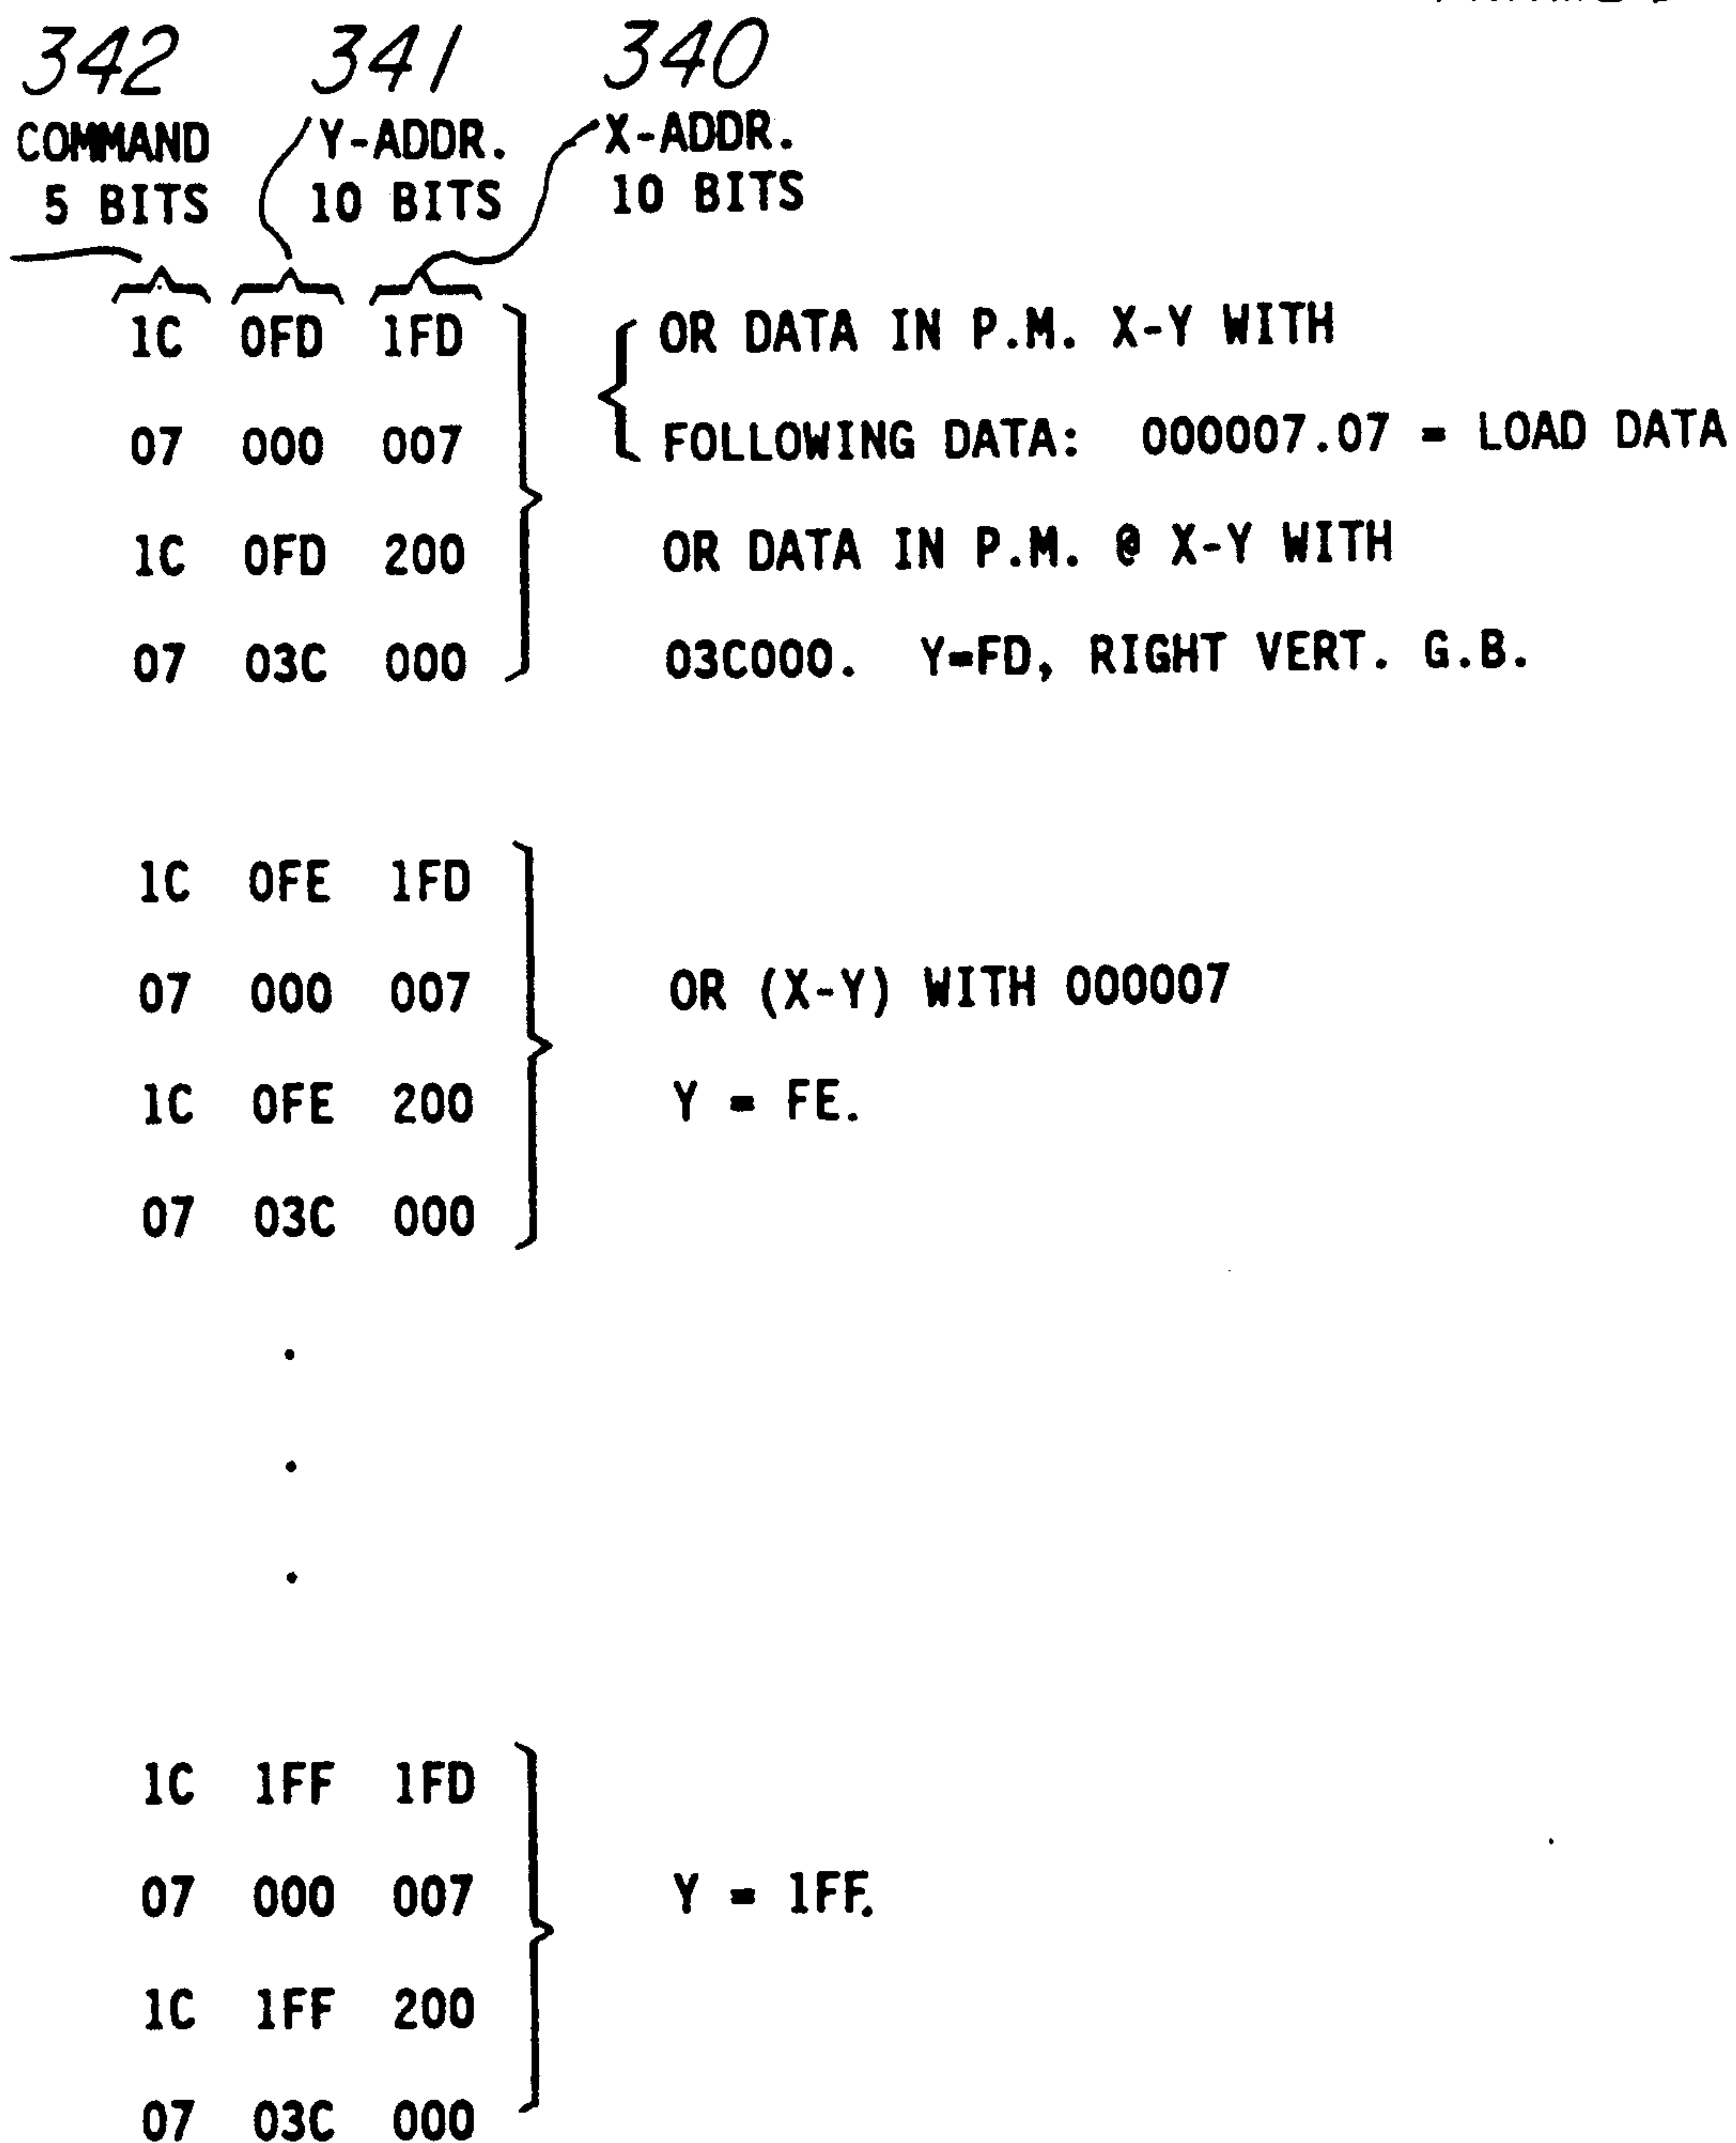 342 341 340
COMMAND Y-ADDR. X-ADDR.
5 BITS 10 BITS 10 BITS
1C 0FD 1FD OR DATA IN P.M. X-Y WITH
07 000 007 FOLLOWING DATA: 000007.07 = LOAD DATA
1C 0FD 200 OR DATA IN P.M. @ X-Y WITH
07 03C 000 03C000. Y=FD, RIGHT VERT. G.B.
1C 0FE 1FD
07 000 007 OR (X-Y) WITH 000007
1C 0FE 200 Y = FE.
07 03C 000
.
.
.
1C 1FF 1FD
07 000 007 Y = 1FF.
1C 1FF 200
07 03C 000